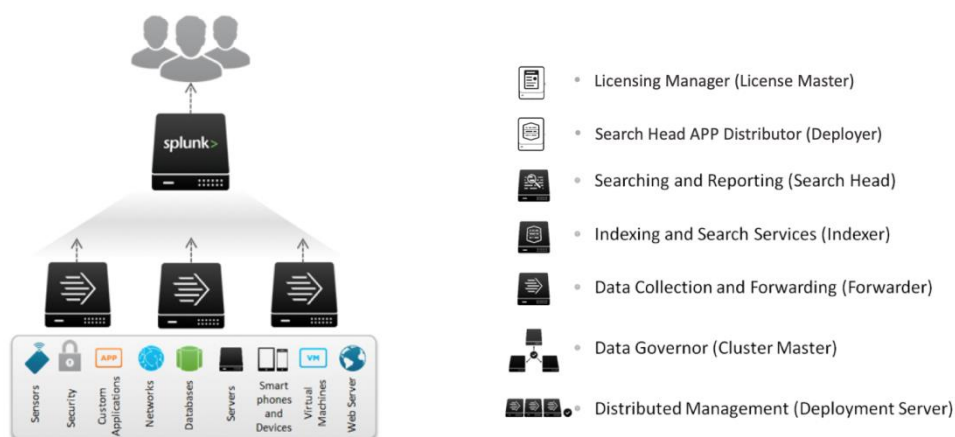 splunk>
APP
VM
Sensors
Security
Custom
Applications
Networks
Databases
Servers
Smart
phones
and
Devices
Virtual
Machines
Web Server
• Licensing Manager (License Master)
• Search Head APP Distributor (Deployer)
• Searching and Reporting (Search Head)
• Indexing and Search Services (Indexer)
• Data Collection and Forwarding (Forwarder)
• Data Governor (Cluster Master)
• Distributed Management (Deployment Server)